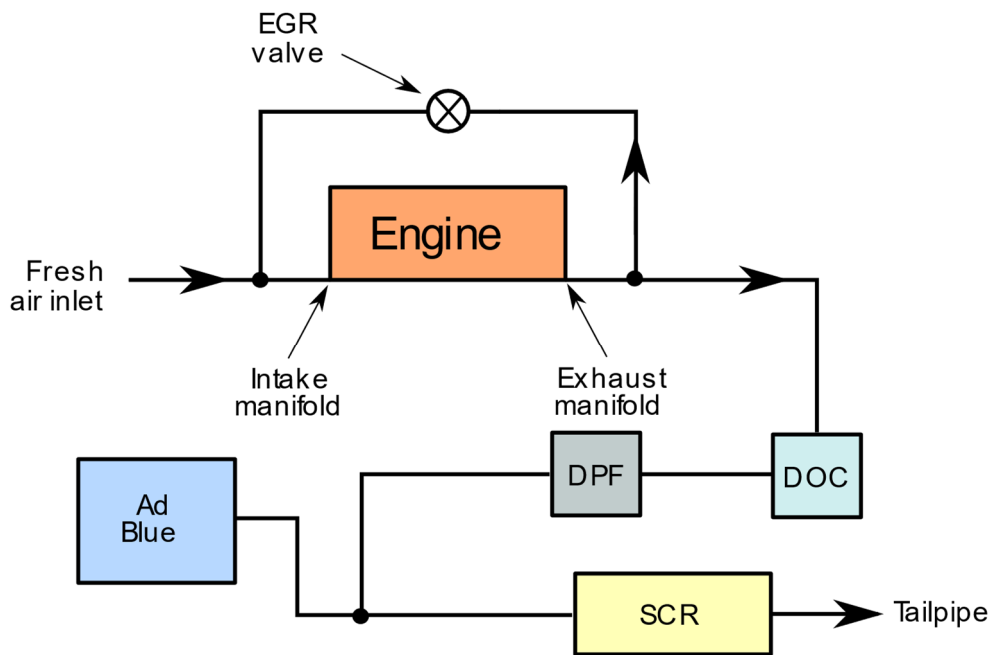 EGR
valve
Engine
Fresh
air inlet
Intake
manifold
Exhaust
manifold
DPF
DOC
Ad
Blue
SCR
Tailpipe